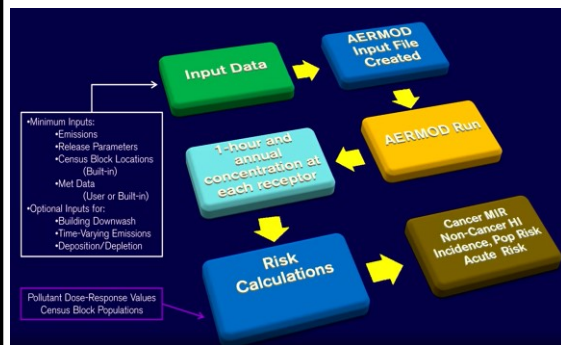 Input Data
AERMOD
Input File
Created
•Minimum Inputs:
•Emissions
•Release Parameters
•Census Block Locations
(Built-in)
•Met Data
(User or Built-in)
•Optional Inputs for:
•Building Downwash
•Time-Varying Emissions
•Deposition/Depletion
AERMOD Run
1-hour and
annual
concentration at
each receptor
Risk
Calculations
Cancer MIR
Non-Cancer HI
Incidence, Pop Risk
Acute Risk
Pollutant Dose-Response Values
Census Block Populations